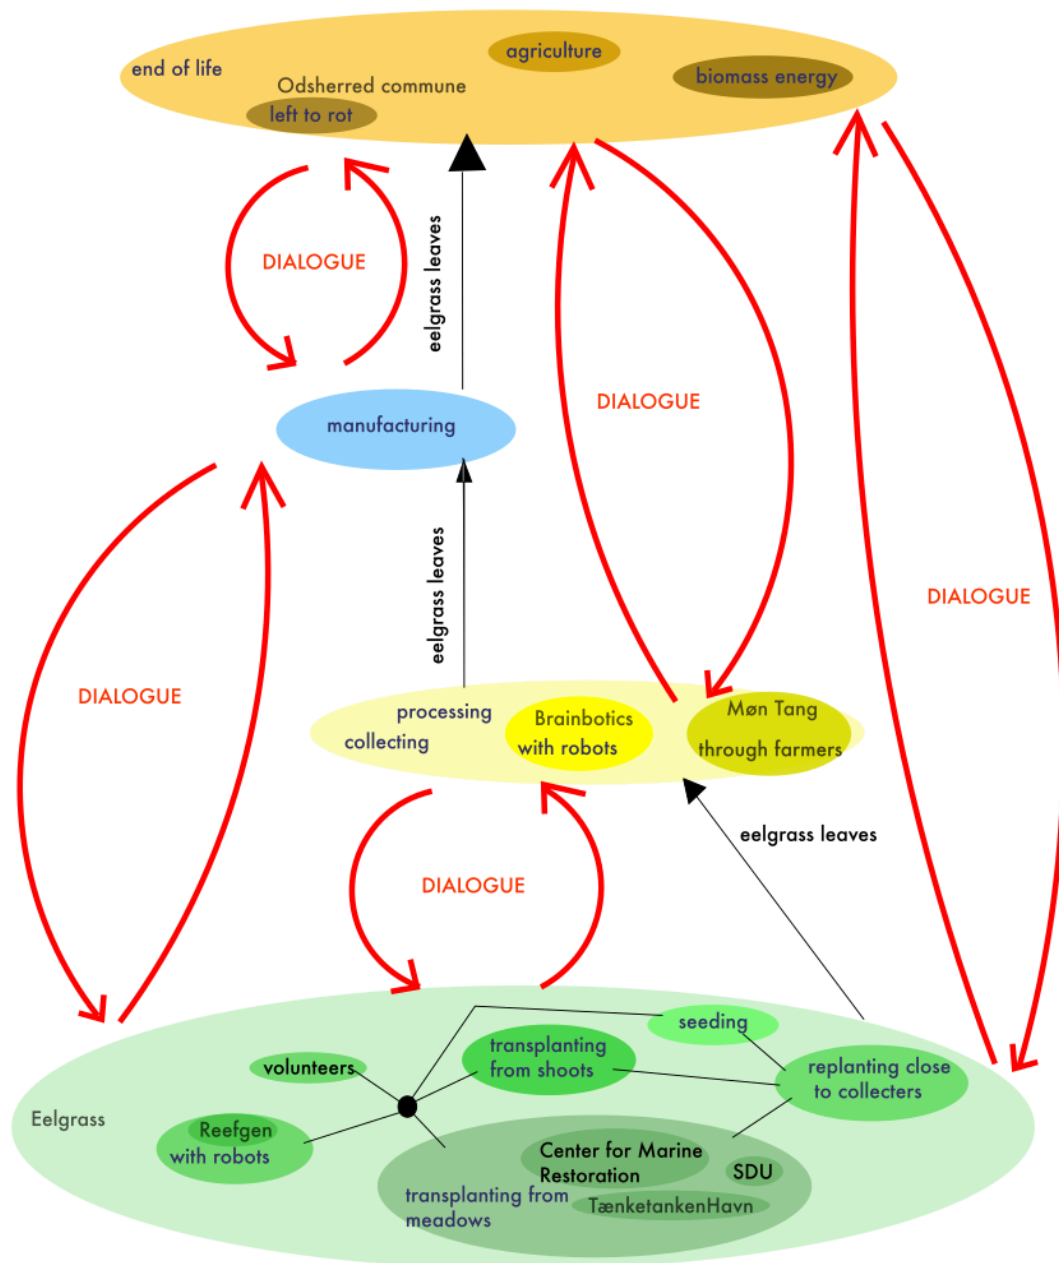 agriculture
end of life
biomass energy
Odsherred commune
left to rot
eelgrass leaves
DIALOGUE
DIALOGUE
manufacturing
eelgrass leaves
DIALOGUE
DIALOGUE
processing
collecting
Brainbotics
with robots
Møn Tang
through farmers
eelgrass leaves
DIALOGUE
seeding
transplanting
from shoots
volunteers
replanting close
to collecters
Eelgrass
Reefgen
with robots
Center for Marine
Restoration
SDU
transplanting from
meadows
TænketankenHavn